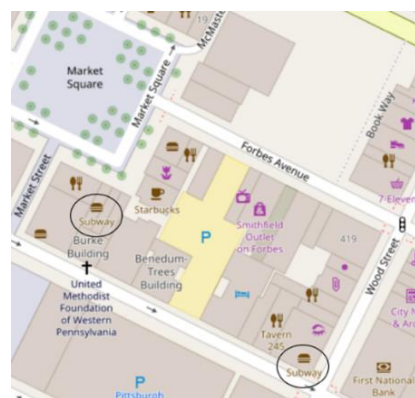 19
McMaste
Market
Square
Market Square
Book Way
Forbes Avenue
Market Street
7-Eleven
Subway
Starbucks
Smithfield
Outlet
on Forbes
P
419
Wood Street
Burke
Building
Benedum-
Trees
Building
City M
& Ar
United
Methodist
Foundation
of Western
Pennsylvania
Tavern
245
Subway
First National
Bank
P
Pittsburgh